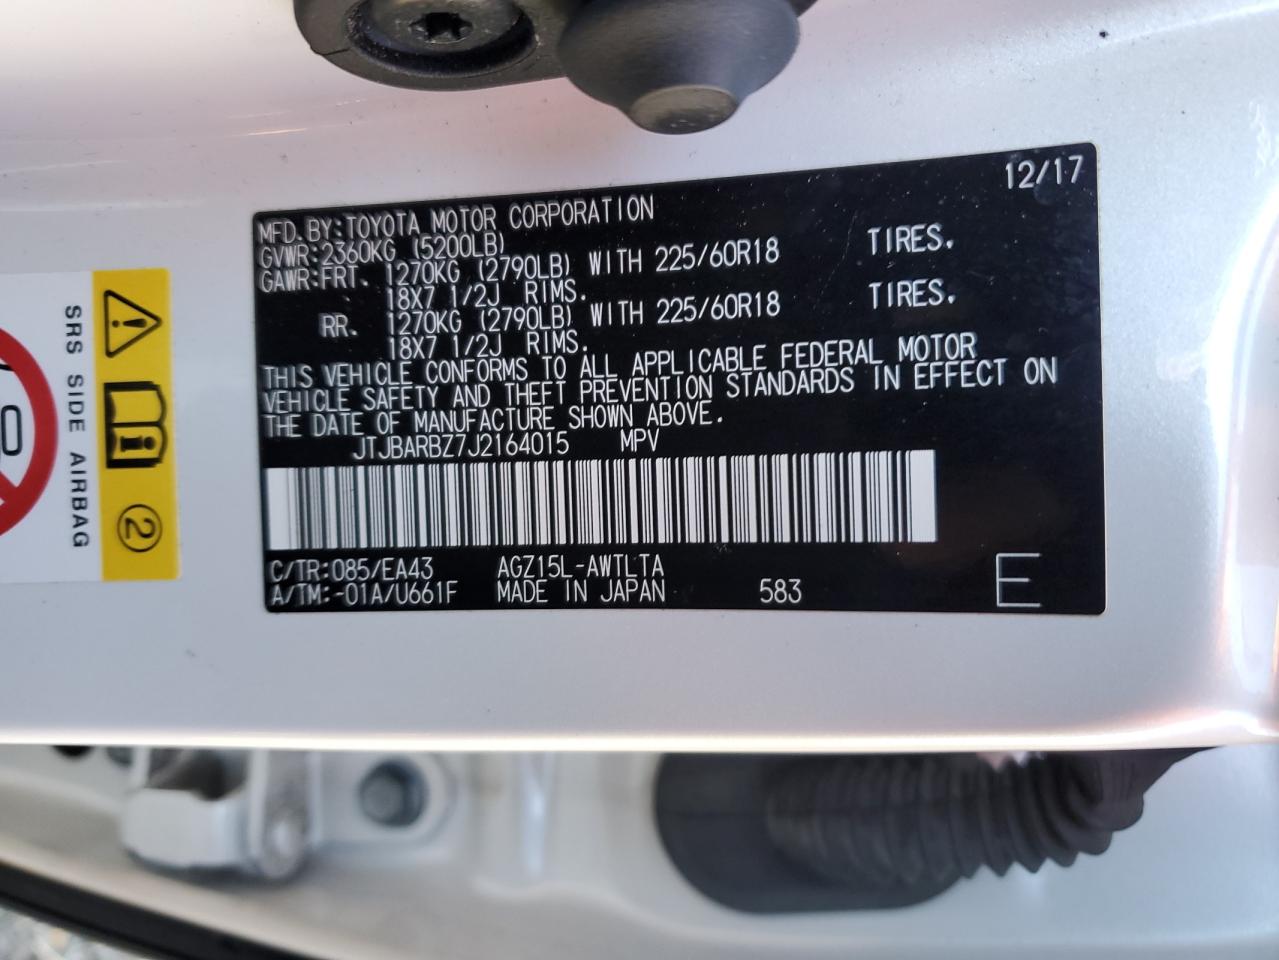 12/17
MFD. BY: TOYOTA MOTOR CORPORATION
GVWR: 2360KG (5200LB)
GAWR: FRT. 1270KG (2790LB) WITH 225/60R18 TIRES.
18X7 1/2J RIMS.
RR. 1270KG (2790LB) WITH 225/60R18 TIRES.
18X7 1/2J RIMS.
THIS VEHICLE CONFORMS TO ALL APPLICABLE FEDERAL MOTOR
VEHICLE SAFETY AND THEFT PREVENTION STANDARDS IN EFFECT ON
THE DATE OF MANUFACTURE SHOWN ABOVE.
JTJBARBZ7J2164015 MPV
C/TR: 085/EA43 AGZ15L-AWTLTA
A/TM: -01A/U661F MADE IN JAPAN 583 E
SRS SIDE AIRBAG
2